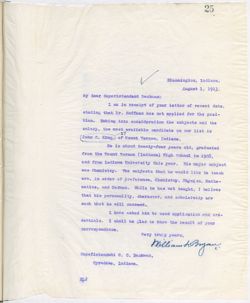 25
Bloomington, Indiana.
August 1, 1911.
My dear Superintendent
I am in receipt of your letter of recent date,
stating that Mr. Hoffman has not applied for the posi-
tion. Taking into consideration the subjects and the
salary, the most available candidate on our list is
John C. of Mount Vernon, Indiana.
He is about twenty-four years old, graduated
from the Mount Vernon (Indiana) High School in 1908,
and from Indiana University this year. His major subject
was Chemistry. The subjects that he would like to teach
are, in order of preference, Chemistry, Physics, Mathe-
matics, and German. While he has not taught, I believe
that his personality, character, and scholarship are
such that he will succeed.
I have asked him to send application and cre-
dentials. I shall be glad to know the result of your
correspondence.
Very truly yours,
William L. Bryan
Superintendent
Syracuse, Indiana.